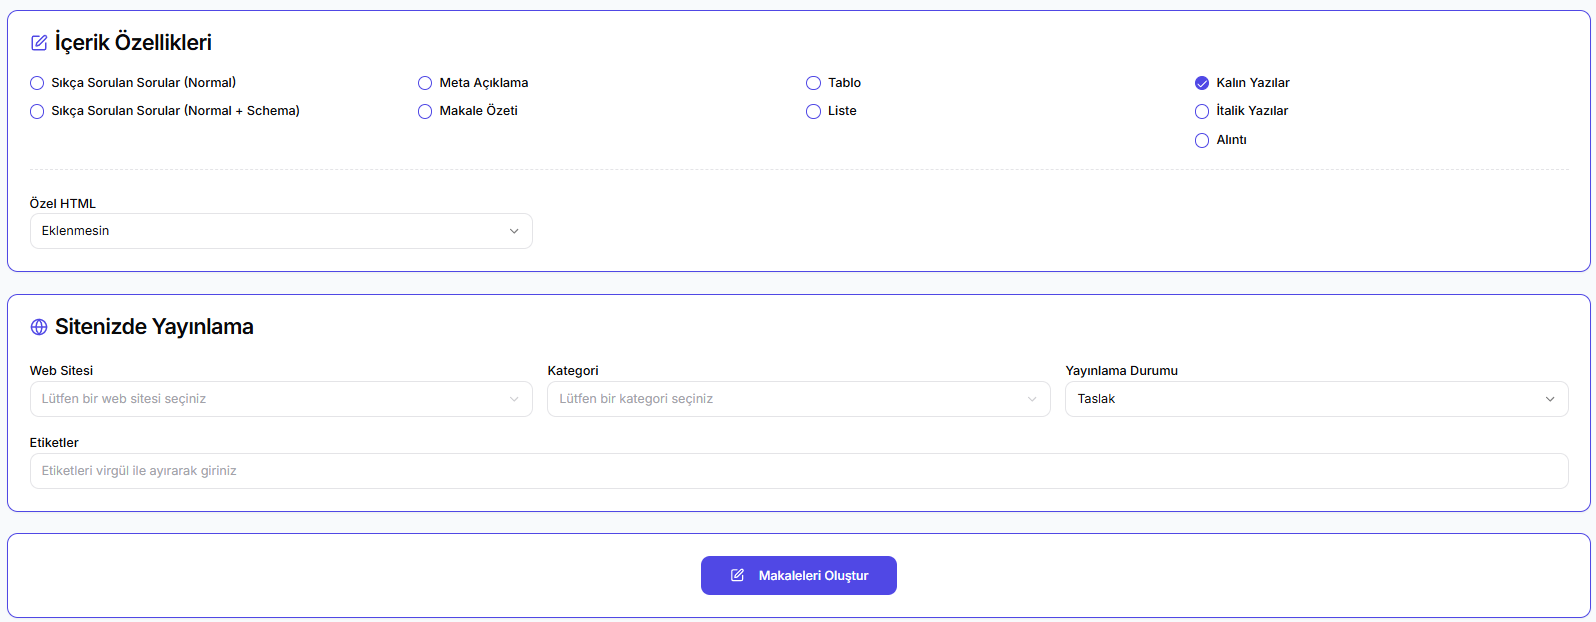 İçerik Özellikleri
Sıkça Sorulan Sorular (Normal)
Meta Açıklama
Tablo
Kalın Yazılar
Sıkça Sorulan Sorular (Normal + Schema)
Makale Özeti
Liste
İtalik Yazılar
Alıntı
Özel HTML
Eklenmesin
Sitenizde Yayınlama
Web Sitesi
Kategori
Yayınlama Durumu
Lütfen bir web sitesi seçiniz
Lütfen bir kategori seçiniz
Taslak
Etiketler
Etiketleri virgül ile ayırarak giriniz
Makaleleri Oluştur